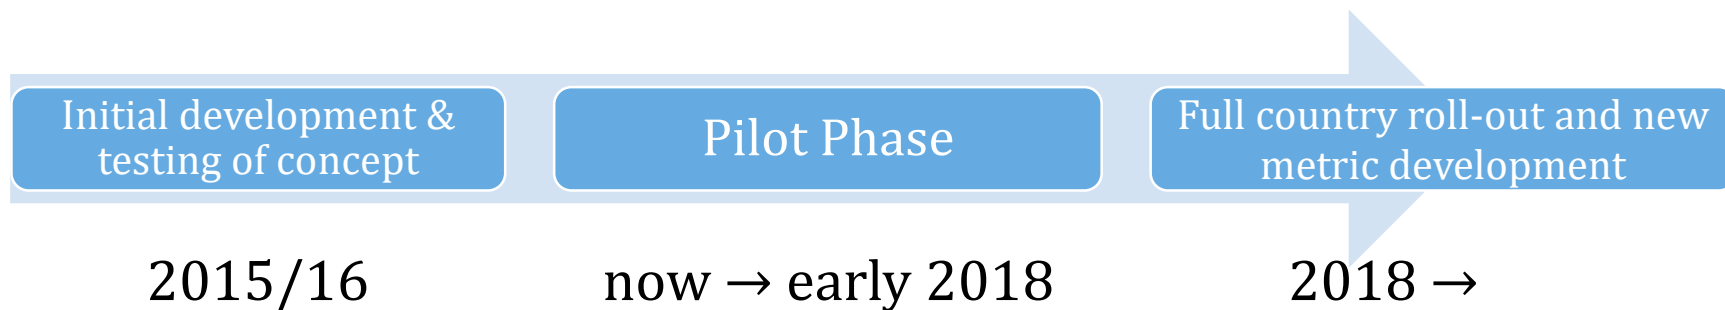 Initial development &
testing of concept
Pilot Phase
Full country roll-out and new
metric development
2015/16
now → early 2018
2018 →